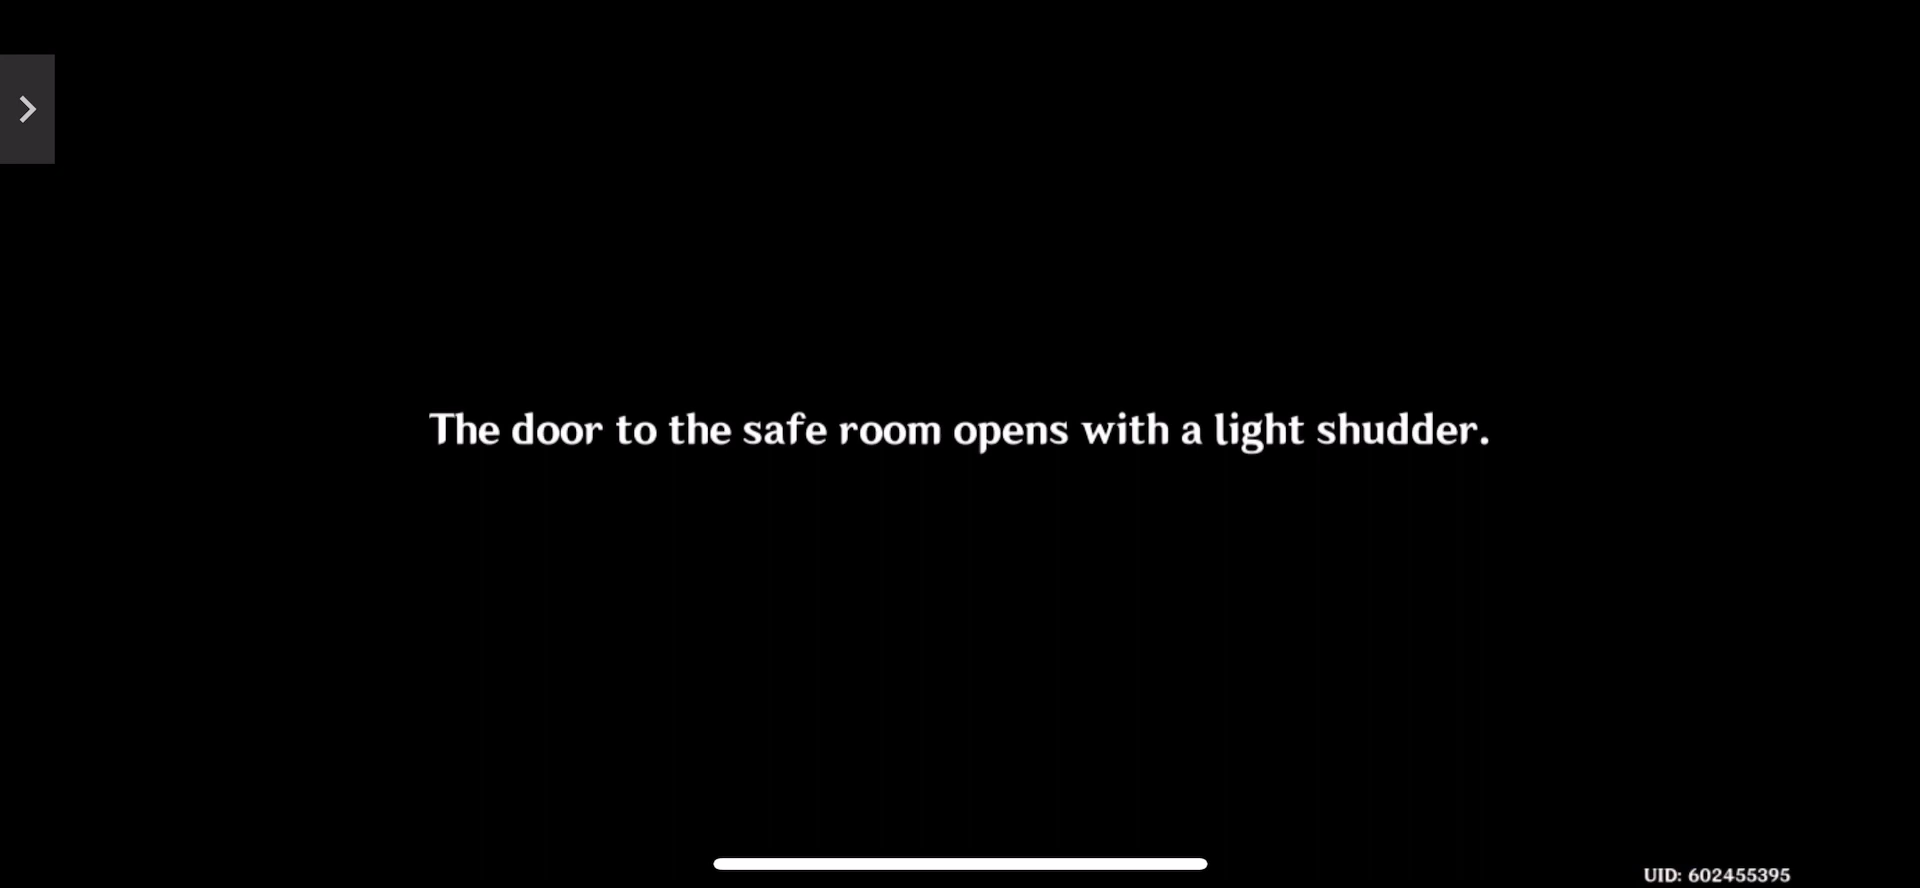 The door to the safe room opens with a light shudder.
UID: 602455395